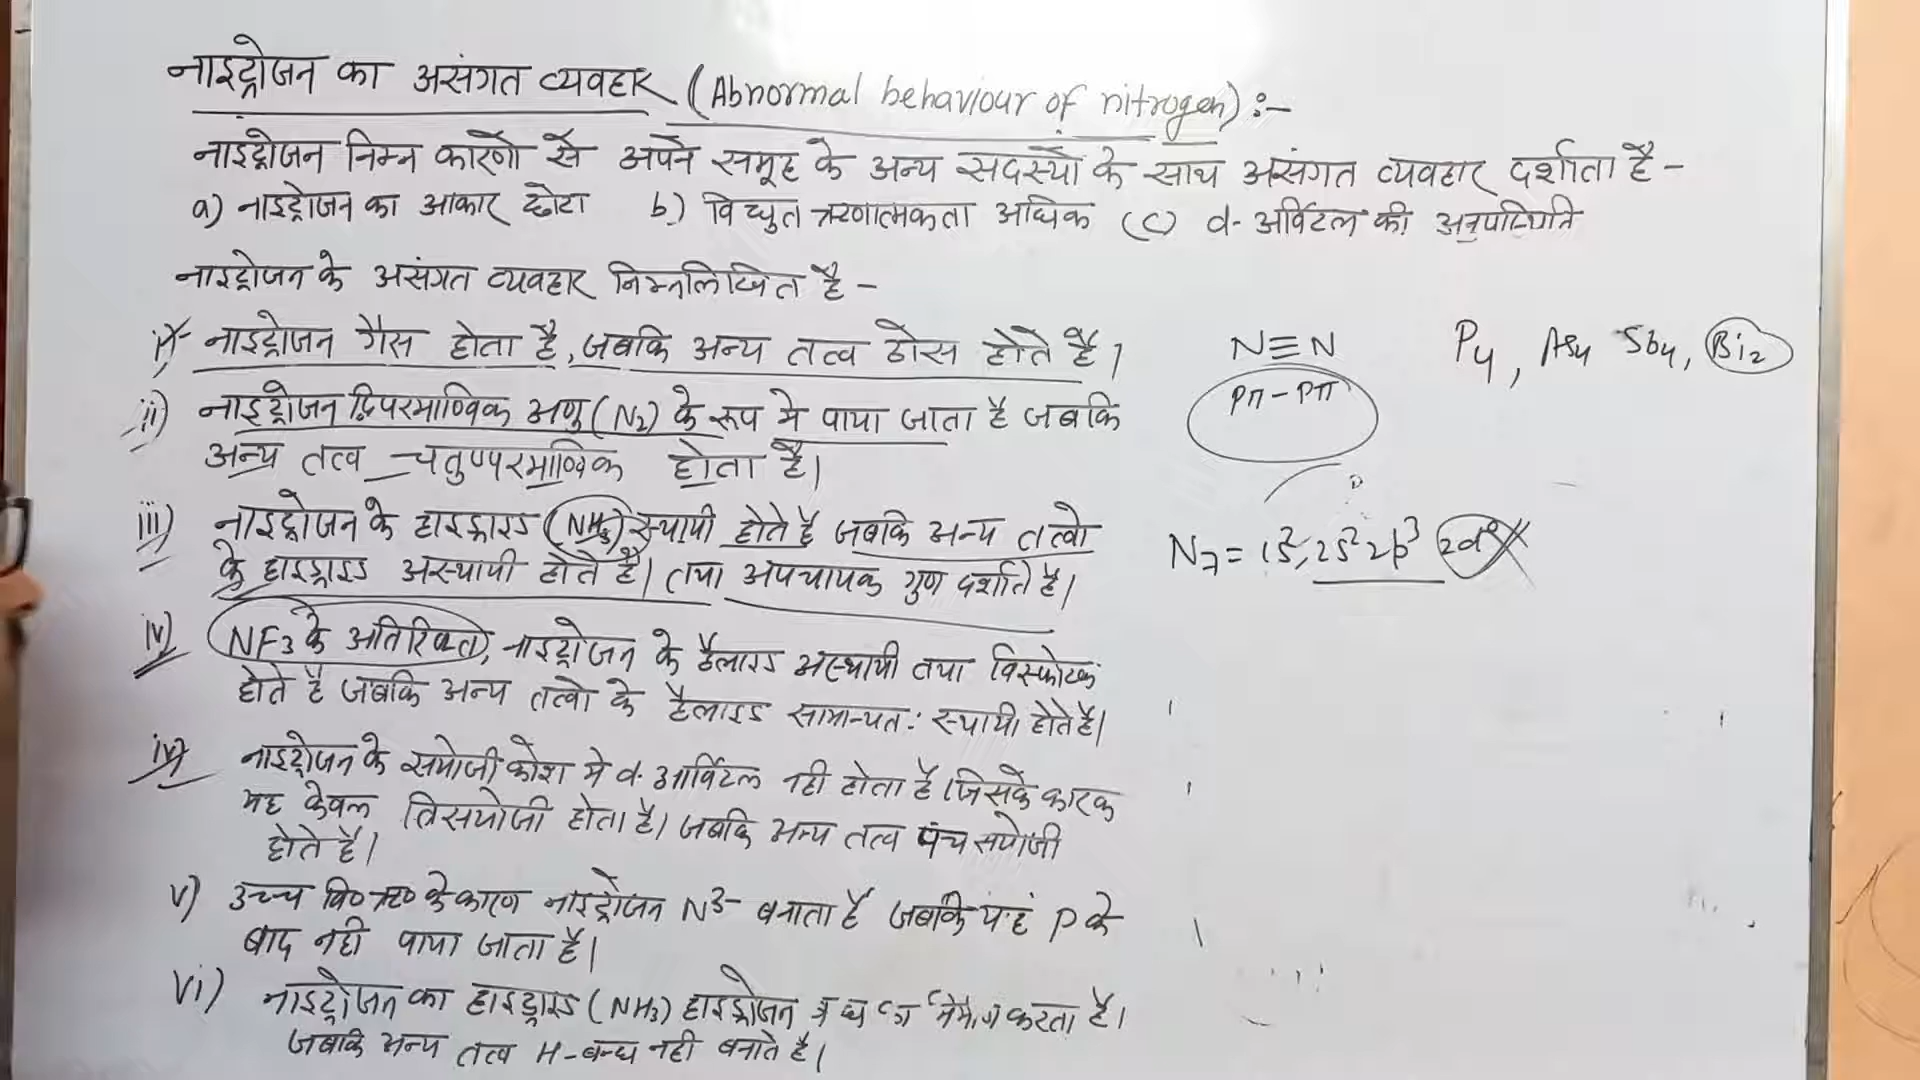 नाइट्रोजन का असंगत व्यवहार (Abnormal behaviour of nitrogen) :-
नाइट्रोजन निम्न कारणों से अपने समूह के अन्य सदस्यों के साथ असंगत व्यवहार दर्शाता है -
a) नाइट्रोजन का आकार छोटा b) विद्युत ऋणात्मकता अधिक (C) d- आर्विटल की अनुपस्थिति
नाइट्रोजन के असंगत व्यवहार निम्नलिखित है -
i) नाइट्रोजन गैस होता है, जबकि अन्य तत्व ठोस होते है।
N≡N
P4, As4 Sb4, Bi2
Pπ-Pπ
ii) नाइट्रोजन द्विपरमाण्विक अणु (N2) के रूप मे पाया जाता है जबकि
अन्य तत्व चतुष्परमाण्विक होता है।
iii) नाइट्रोजन के हाइड्राइड (NH3) स्थायी होते है जबकि अन्य तत्वो
के हाइड्राइड अस्थायी होते है। तथा अपचायक गुण दर्शाते है।
N7 = 1s2, 2s2 2p3 2d0
iv) NF3 के अतिरिक्त, नाइट्रोजन के हैलाइड अस्थायी तथा विस्फोटक
होते है जबकि अन्य तत्वो के हैलाइड सामान्यत: स्थायी होते है।
iv) नाइट्रोजन के संयोजी कोश मे d- आर्विटल नही होता है। जिसके कारक
यह केवल त्रिसंयोजी होता है। जबकि अन्य तत्व पंच संयोजी
होते है।
v) उच्च वि० ऋ० के कारण नाइट्रोजन N3- बनाता है जबकि यह P के
बाद नही पाया जाता है।
vi) नाइट्रोजन का हाइड्राइड (NH3) हाइड्रोजन करता है।
जबकि अन्य तत्व H-बन्ध नही बनाते है।